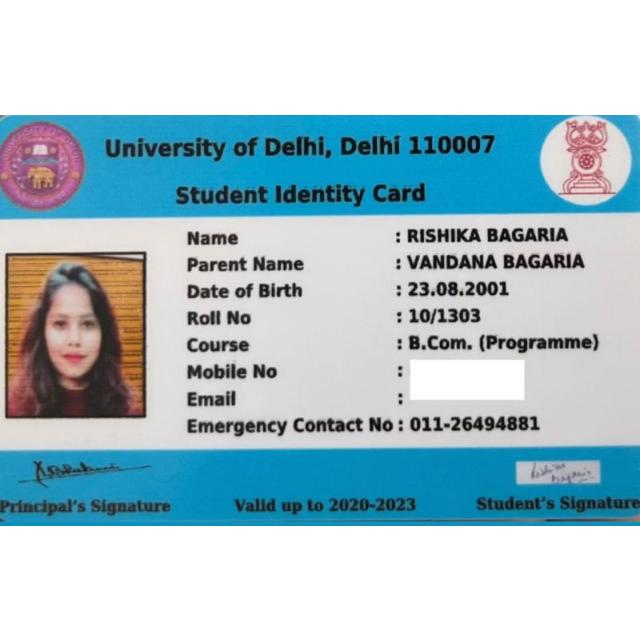 University of Delhi, Delhi 110007
Student Identity Card
Name : RISHIKA BAGARIA
Parent Name : VANDANA BAGARIA
Date of Birth : 23.08.2001
Roll No : 10/1303
Course : B.Com. (Programme)
Mobile No :
Email :
Emergency Contact No : 011-26494881
Rishika
Bagaria
Principal's Signature Valid up to 2020-2023 Student's Signature